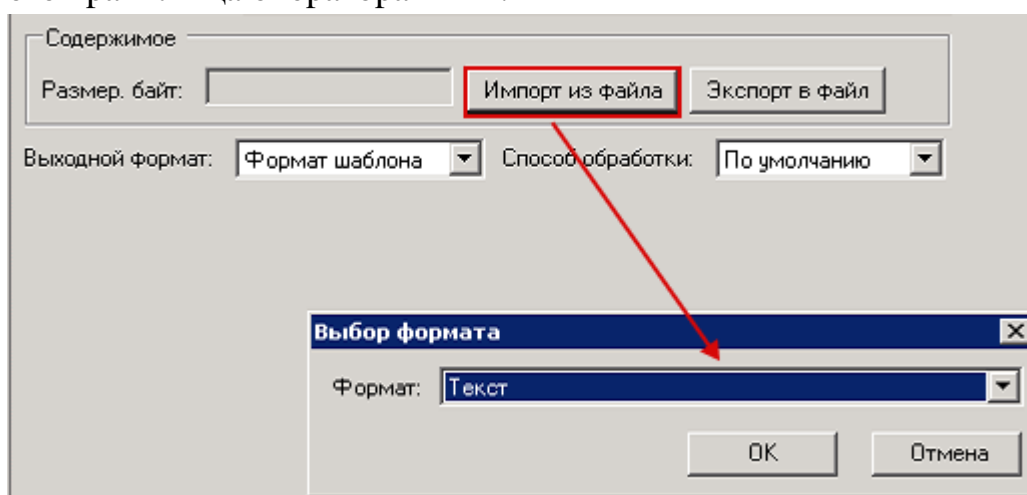 Содержимое
Размер. байт: Импорт из файла Экспорт в файл
Выходной формат: Формат шаблона Способ обработки: По умолчанию
Выбор формата
Формат: Текст
OK Отмена